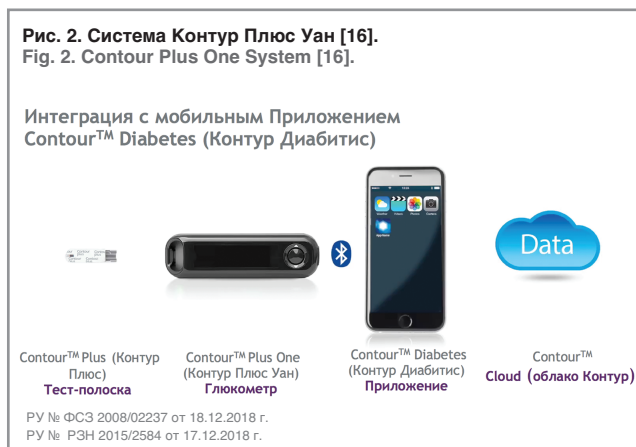 Рис. 2. Система Контур Плюс Уан [16].
Fig. 2. Contour Plus One System [16].
Интеграция с мобильным Приложением
Contour™ Diabetes (Контур Диабитис)
Data
Contour™ Plus (Контур
Плюс)
Тест-полоска
Contour™ Plus One
(Контур Плюс Уан)
Глюкометр
Contour™ Diabetes
(Контур Диабитис)
Приложение
Contour™
Cloud (облако Контур)
РУ № ФСЗ 2008/02237 от 18.12.2018 г.
РУ № РЗН 2015/2584 от 17.12.2018 г.